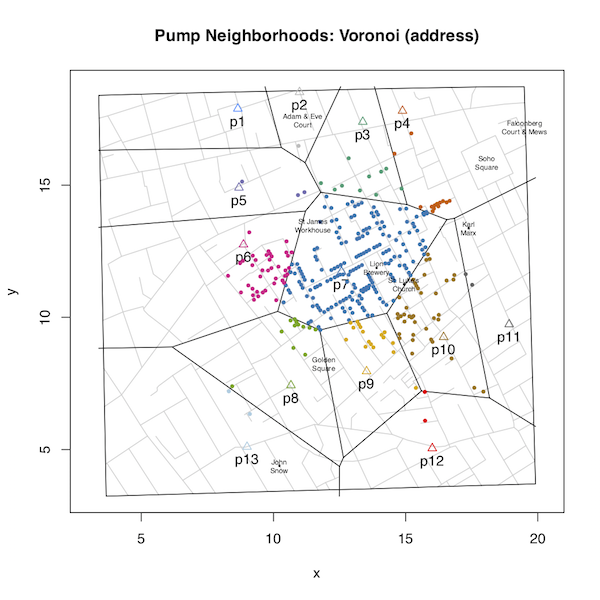 Pump Neighborhoods: Voronoi (address)
p1
p2
Adam & Eve
Court
p3
p4
Falconberg
Court & Mews
Soho
Square
p5
St James
Workhouse
Karl
Marx
p6
Lion
Brewery
p7
St Luke's
Church
p11
p10
Golden
Square
p9
p8
p13
John
Snow
p12
y
15
10
5
5
10
15
20
x